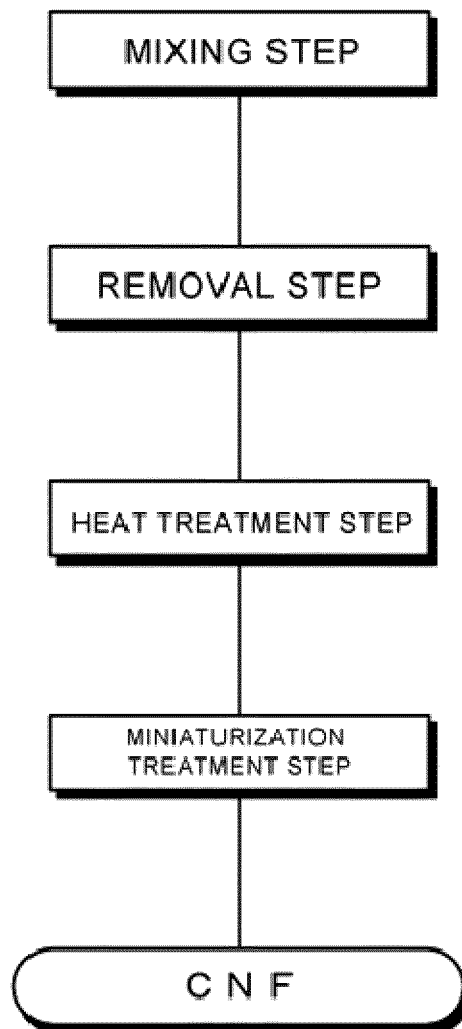 MIXING STEP
REMOVAL STEP
HEAT TREATMENT STEP
MINIATURIZATION
TREATMENT STEP
C N F